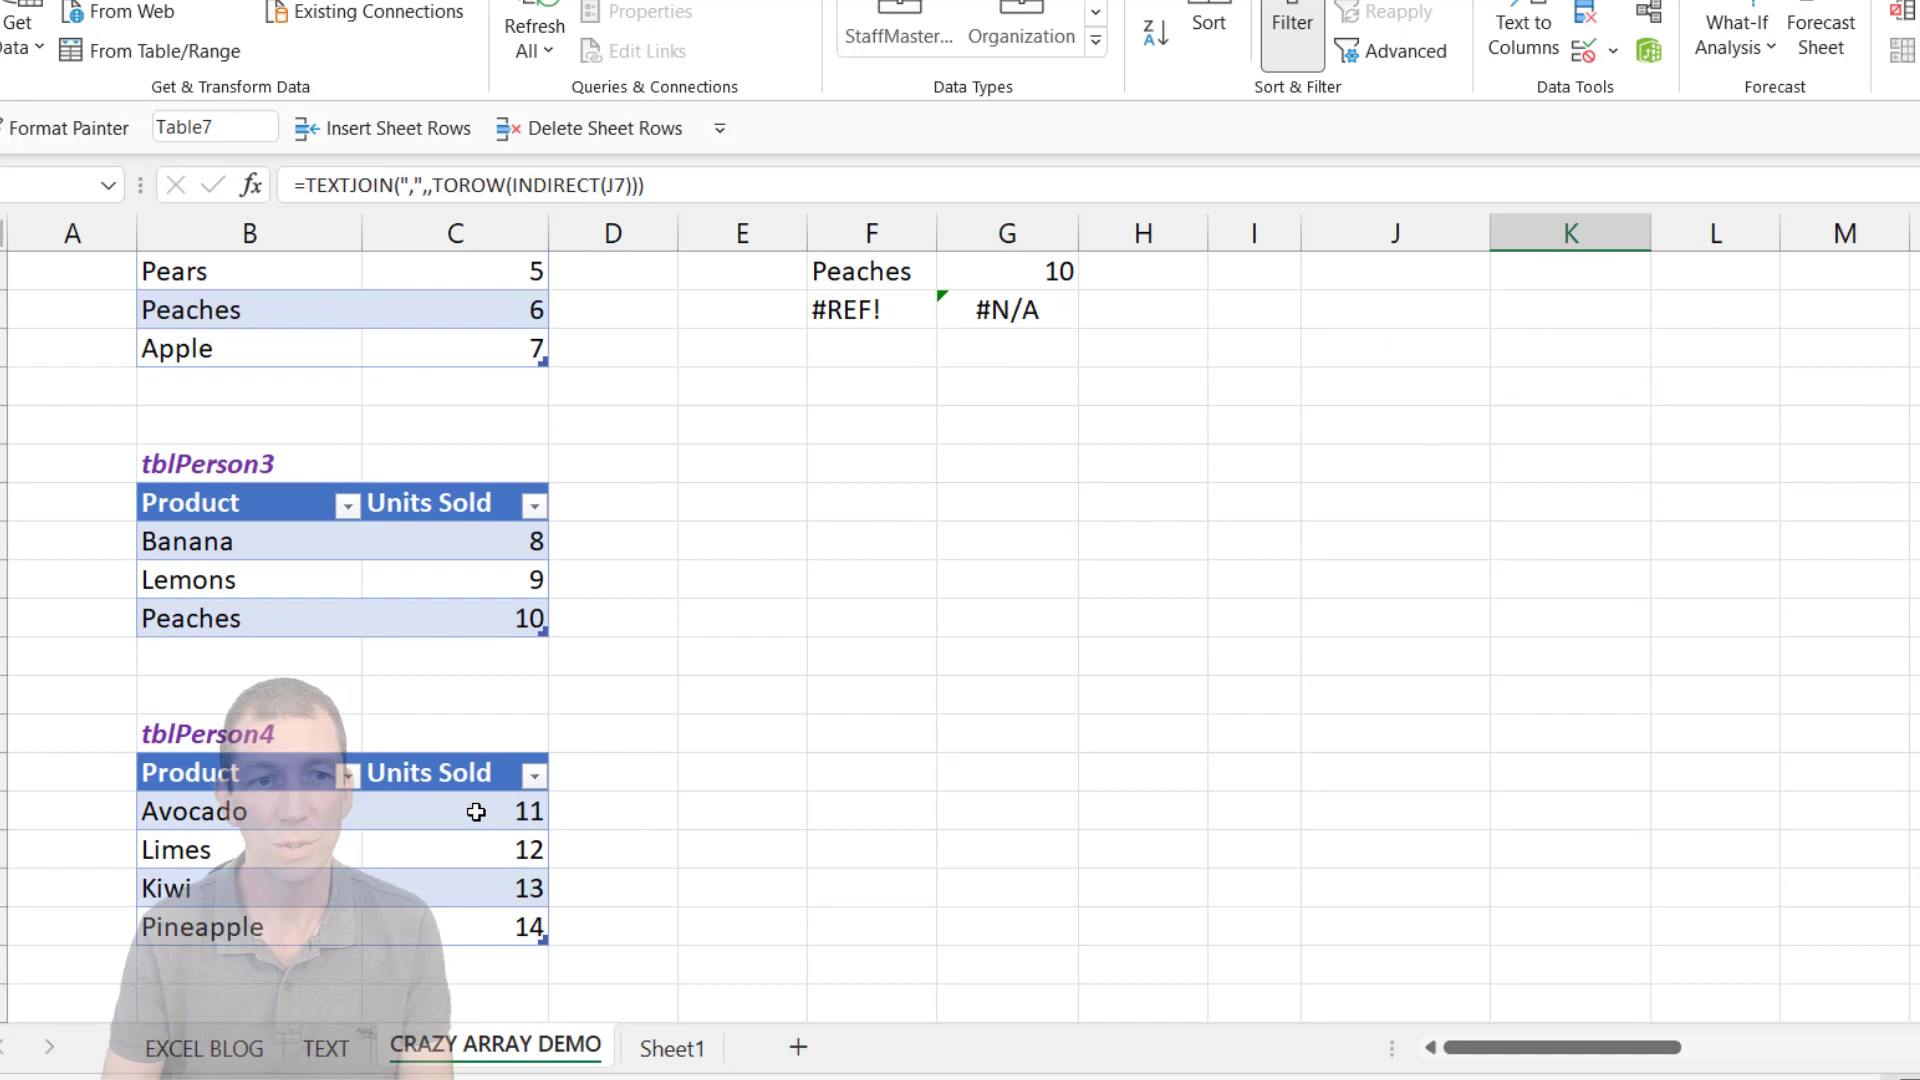 Get
Data
From Web
From Table/Range
Existing Connections
Get & Transform Data
Refresh
All
Properties
Edit Links
Queries & Connections
StaffMaster...
Organization
Data Types
Z
A
Sort
Filter
Reapply
Advanced
Sort & Filter
Text to
Columns
Data Tools
What-If
Analysis
Forecast
Sheet
Forecast
Format Painter
Table7
Insert Sheet Rows
Delete Sheet Rows
fx
=TEXTJOIN(",",,TOROW(INDIRECT(J7)))
A B C D E F G H I J K L M
Pears 5 Peaches 10
Peaches 6 #REF! #N/A
Apple 7
tblPerson3
Product Units Sold
Banana 8
Lemons 9
Peaches 10
tblPerson4
Product Units Sold
Avocado 11
Limes 12
Kiwi 13
Pineapple 14
EXCEL BLOG TEXT CRAZY ARRAY DEMO Sheet1